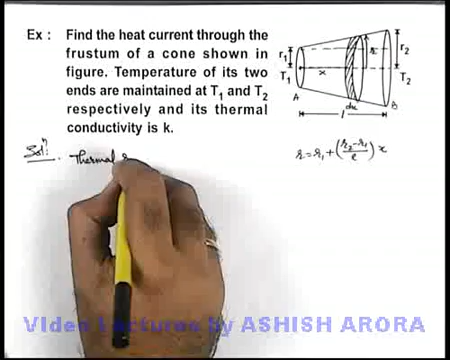 Ex : Find the heat current through the
frustum of a cone shown in
figure. Temperature of its two
ends are maintained at T₁ and T₂
respectively and its thermal
conductivity is k.
r₁
r
r₂
T₁
x
T₂
A
dx
B
l
Solⁿ. Thermal
r = r₁ + (r₂-r₁/l) x
Video Lectures by ASHISH ARORA